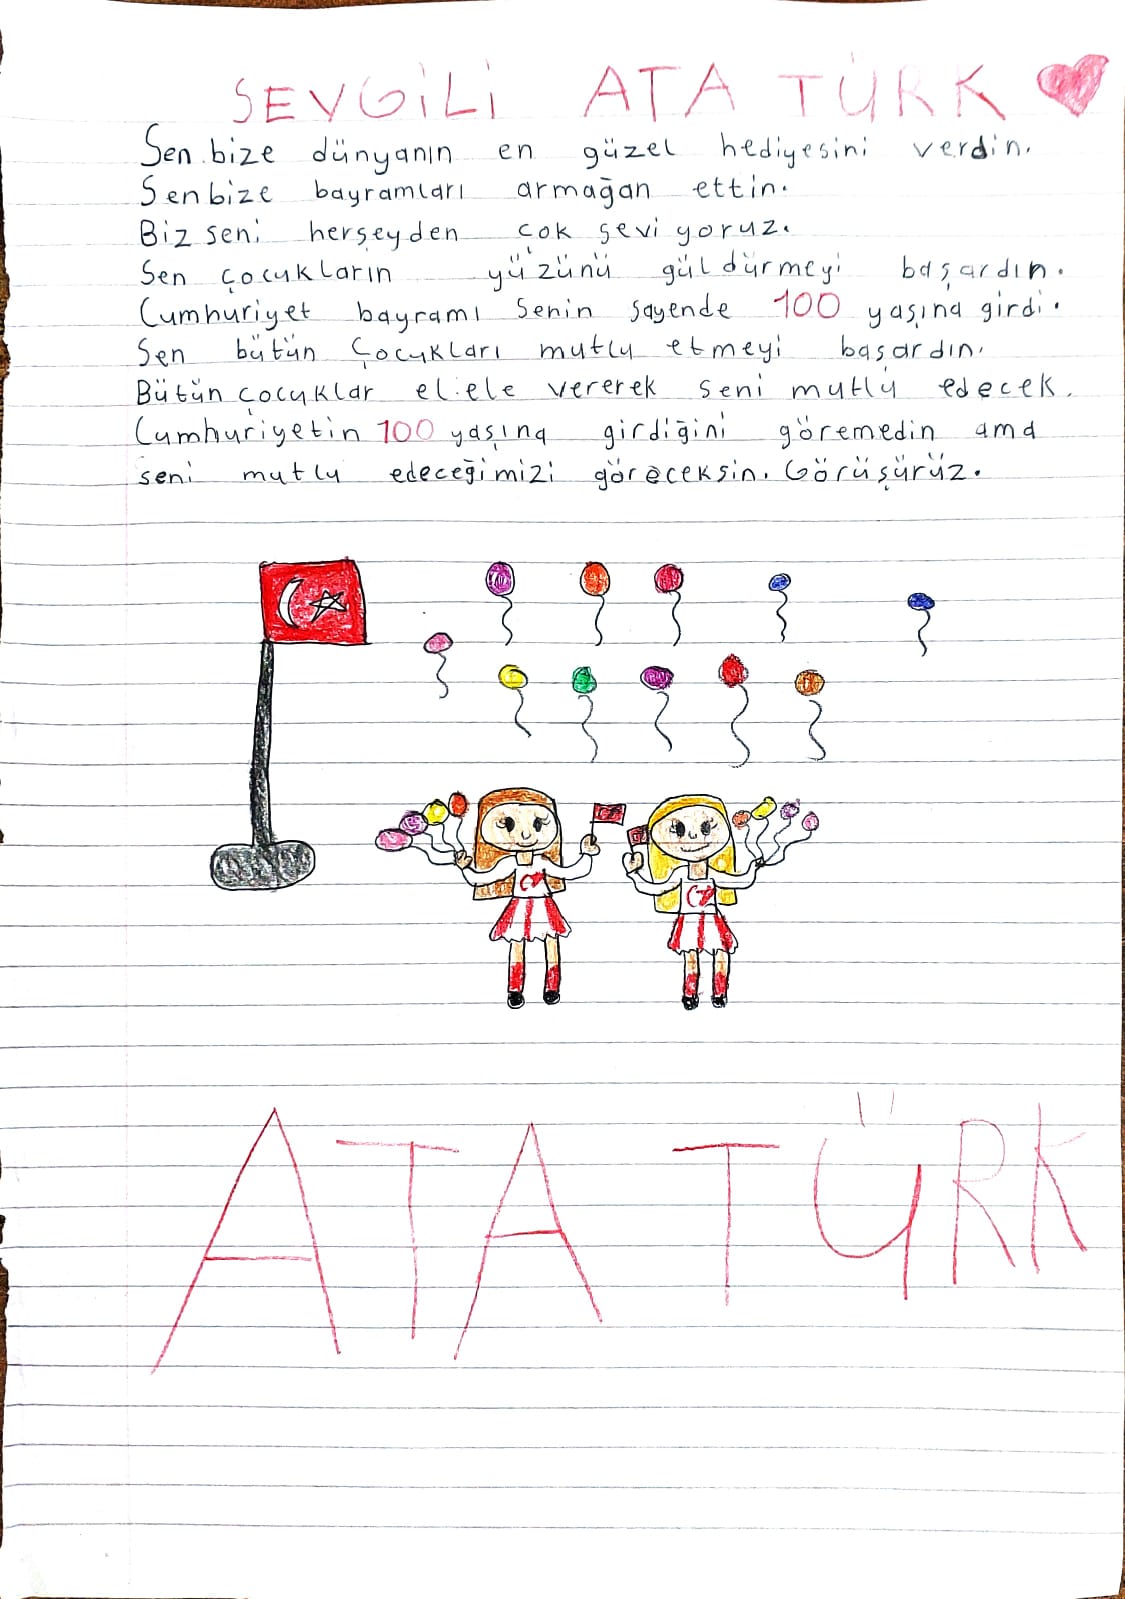 SEVGİLİ ATATÜRK
Sen bize dünyanın en güzel hediyesini verdin.
Sen bize bayramları armağan ettin.
Biz seni herşeyden çok seviyoruz.
Sen çocukların yüzünü güldürmeyi başardın.
Cumhuriyet bayramı senin sayende 100 yaşına girdi.
Sen bütün çocukları mutlu etmeyi başardın.
Bütün çocuklar el ele vererek seni mutlu edecek.
Cumhuriyetin 100 yaşına girdiğini göremedin ama
seni mutlu edeceğimizi göreceksin. Görüşürüz.
ATATÜRK